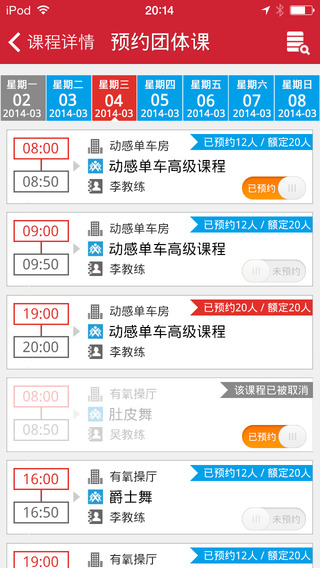 iPod 20:14
课程详情 预约团体课
星期一 星期二 星期三 星期四 星期五 星期六 星期七 星期日
02 03 04 05 06 07 08
2014-03 2014-03 2014-03 2014-03 2014-03 2014-03 2014-03
已预约12人 / 额定20人
08:00 动感单车房
动感单车高级课程
08:50 李教练 已预约
已预约12人 / 额定20人
09:00 动感单车房
动感单车高级课程
09:50 李教练 未预约
已预约20人 / 额定20人
19:00 动感单车房
动感单车高级课程
20:00 李教练
该课程已被取消
08:00 有氧操厅
肚皮舞
08:50 吴教练 已预约
已预约12人 / 额定20人
16:00 有氧操厅
爵士舞
16:50 李教练 未预约
已预约12人 / 额定20人
19:00 有氧操厅